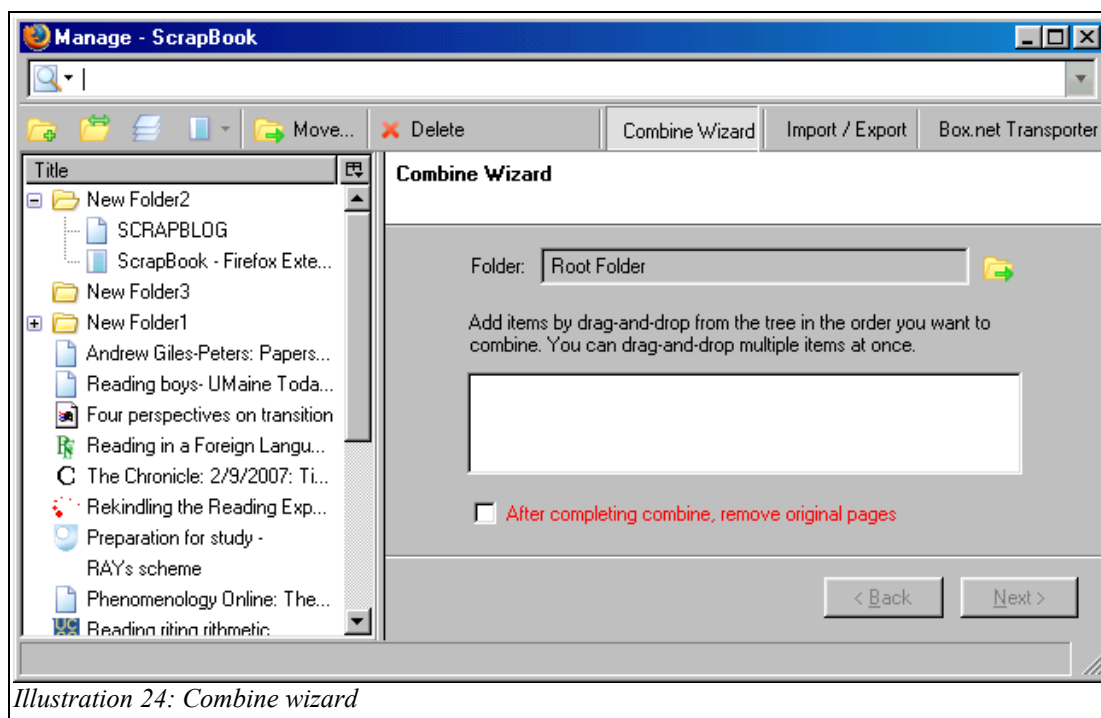 Manage - ScrapBook
Move... Delete Combine Wizard Import / Export Box.net Transporter
Title
New Folder2
SCRAPBLOG
ScrapBook - Firefox Exte...
New Folder3
New Folder1
Andrew Giles-Peters: Papers...
Reading boys- UMaine Toda...
Four perspectives on transition
Reading in a Foreign Langu...
C The Chronicle: 2/9/2007: Ti...
Rekindling the Reading Exp...
Preparation for study -
RAYs scheme
Phenomenology Online: The...
Reading riting rithmetic
Combine Wizard
Folder: Root Folder
Add items by drag-and-drop from the tree in the order you want to
combine. You can drag-and-drop multiple items at once.
After completing combine, remove original pages
< Back Next >
Illustration 24: Combine wizard